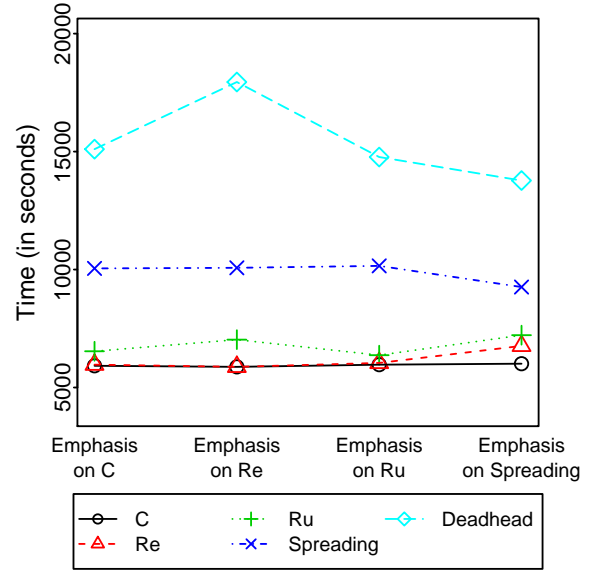 20000
15000
10000
5000
Time (in seconds)
Emphasis on C
Emphasis on Re
Emphasis on Ru
Emphasis on Spreading
C
Re
Ru
Spreading
Deadhead